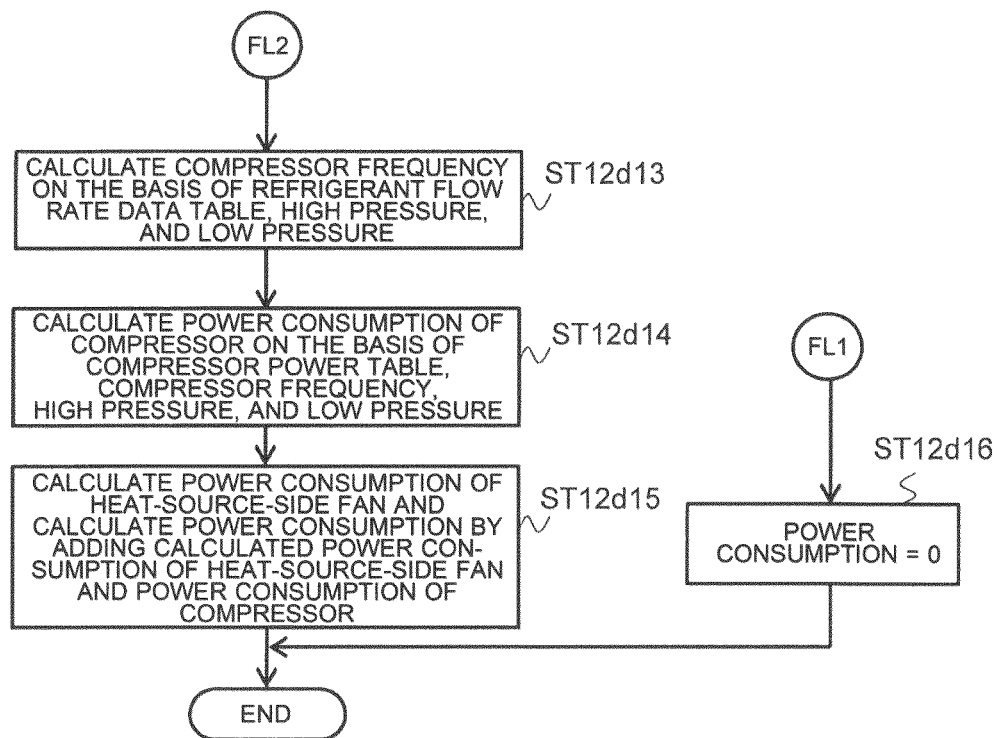 FL2
CALCULATE COMPRESSOR FREQUENCY
ON THE BASIS OF REFRIGERANT FLOW
RATE DATA TABLE, HIGH PRESSURE,
AND LOW PRESSURE
ST12d13
CALCULATE POWER CONSUMPTION OF
COMPRESSOR ON THE BASIS OF
COMPRESSOR POWER TABLE,
COMPRESSOR FREQUENCY,
HIGH PRESSURE, AND LOW PRESSURE
ST12d14
CALCULATE POWER CONSUMPTION OF
HEAT-SOURCE-SIDE FAN AND
CALCULATE POWER CONSUMPTION BY
ADDING CALCULATED POWER CON-
SUMPTION OF HEAT-SOURCE-SIDE FAN
AND POWER CONSUMPTION OF
COMPRESSOR
ST12d15
FL1
ST12d16
POWER
CONSUMPTION = 0
END